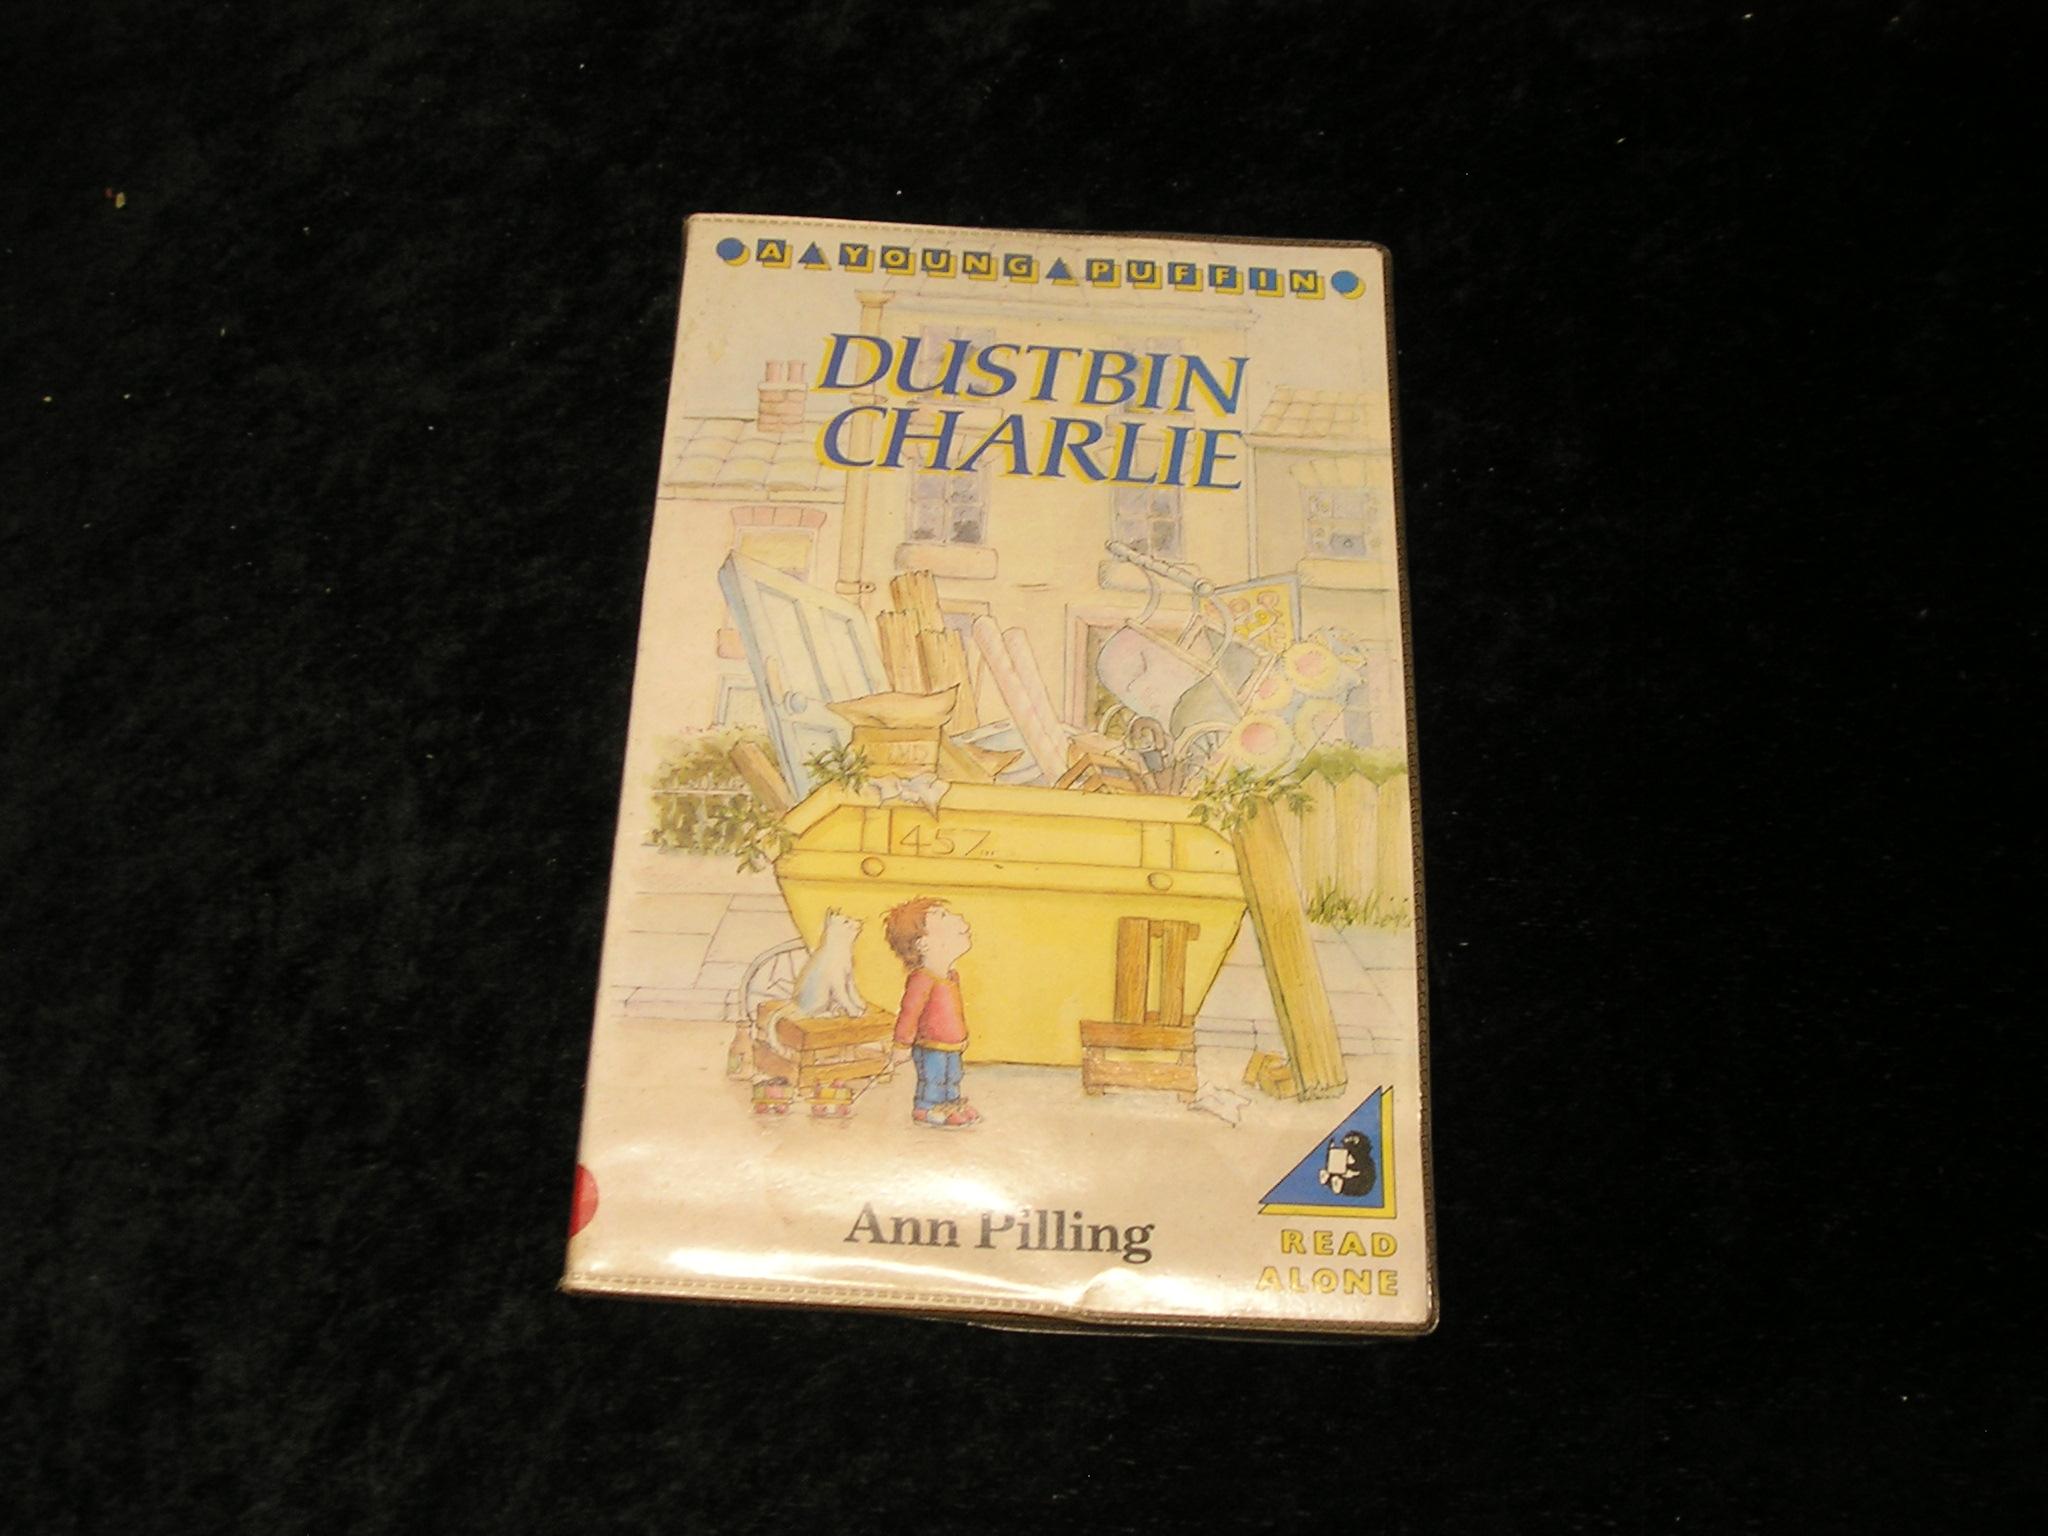 A YOUNG PUFFIN
DUSTBIN
CHARLIE
457
Ann Pilling
READ
ALONE